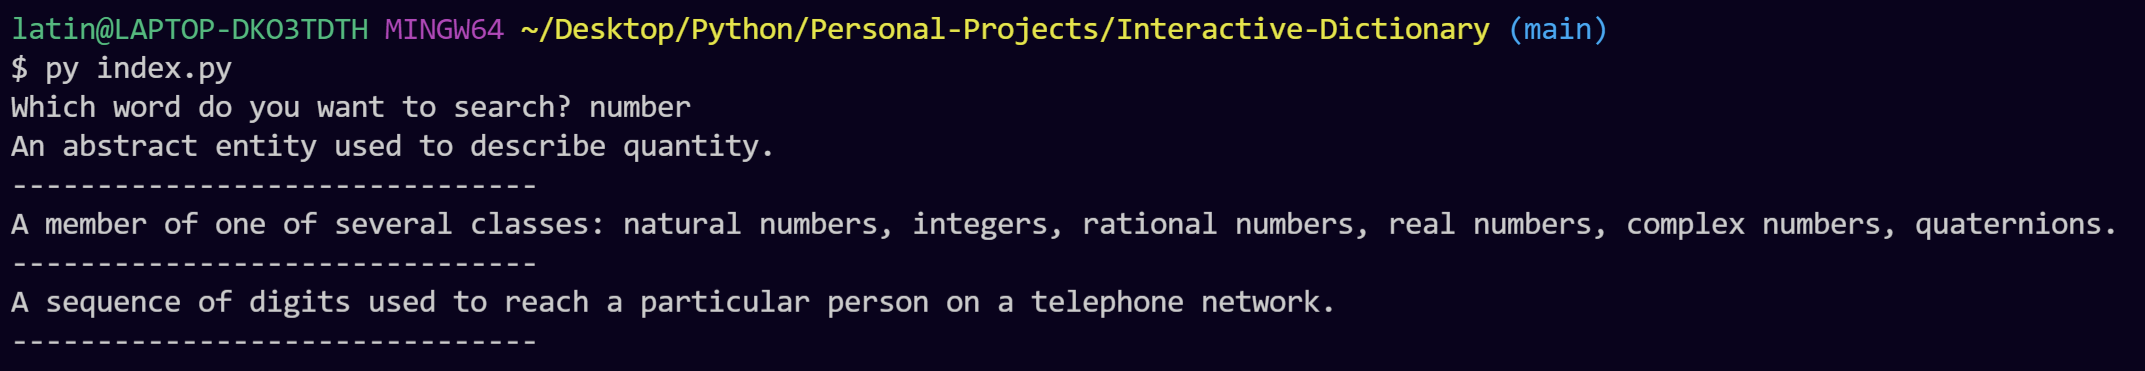 latin@LAPTOP-DKO3TDTH MINGW64 ~/Desktop/Python/Personal-Projects/Interactive-Dictionary (main)
$ py index.py
Which word do you want to search? number
An abstract entity used to describe quantity.
-------------------------------
A member of one of several classes: natural numbers, integers, rational numbers, real numbers, complex numbers, quaternions.
-------------------------------
A sequence of digits used to reach a particular person on a telephone network.
-------------------------------